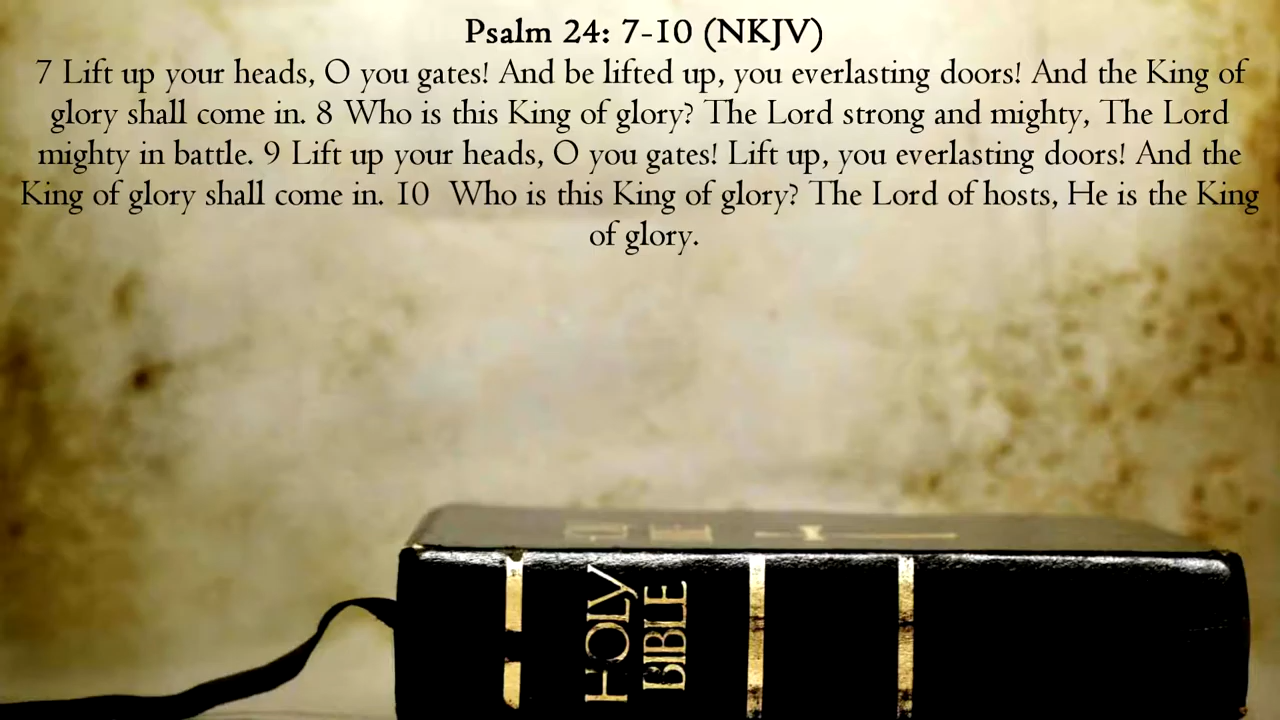 Psalm 24: 7-10 (NKJV)
7 Lift up your heads, O you gates! And be lifted up, you everlasting doors! And the King of
glory shall come in. 8 Who is this King of glory? The Lord strong and mighty, The Lord
mighty in battle. 9 Lift up your heads, O you gates! Lift up, you everlasting doors! And the
King of glory shall come in. 10 Who is this King of glory? The Lord of hosts, He is the King
of glory.
HOLY
BIBLE